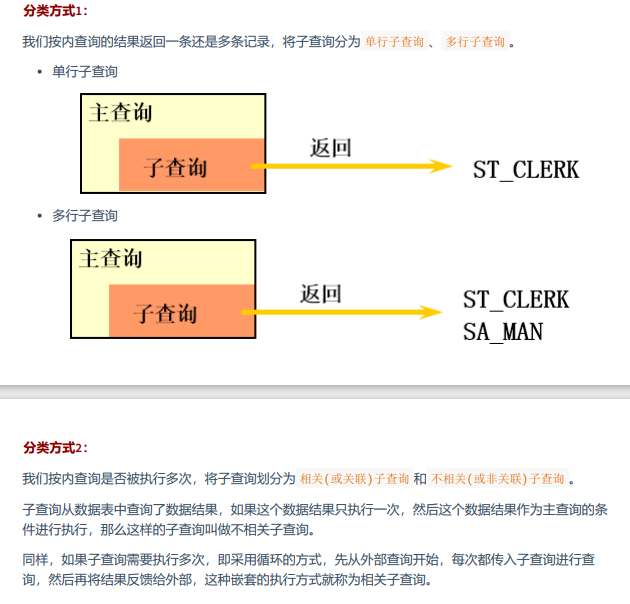 分类方式1：
我们按内查询的结果返回一条还是多条记录，将子查询分为 单行子查询 、 多行子查询 。
• 单行子查询
主查询
子查询
返回
ST_CLERK
• 多行子查询
主查询
子查询
返回
ST_CLERK
SA_MAN
分类方式2：
我们按内查询是否被执行多次，将子查询划分为 相关(或关联)子查询 和 不相关(或非关联)子查询 。
子查询从数据表中查询了数据结果，如果这个数据结果只执行一次，然后这个数据结果作为主查询的条
件进行执行，那么这样的子查询叫做不相关子查询。
同样，如果子查询需要执行多次，即采用循环的方式，先从外部查询开始，每次都传入子查询进行查
询，然后再将结果反馈给外部，这种嵌套的执行方式就称为相关子查询。